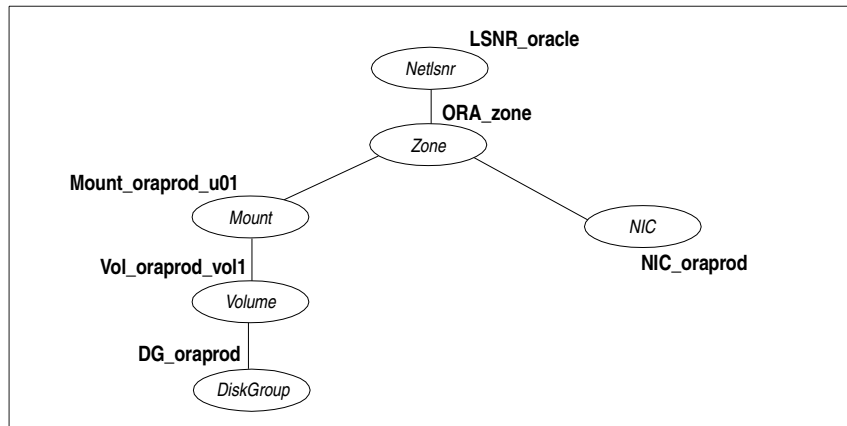 LSNR_oracle
Netlsnr
ORA_zone
Zone
Mount_oraprod_u01
Mount
NIC
NIC_oraprod
Vol_oraprod_vol1
Volume
DG_oraprod
DiskGroup